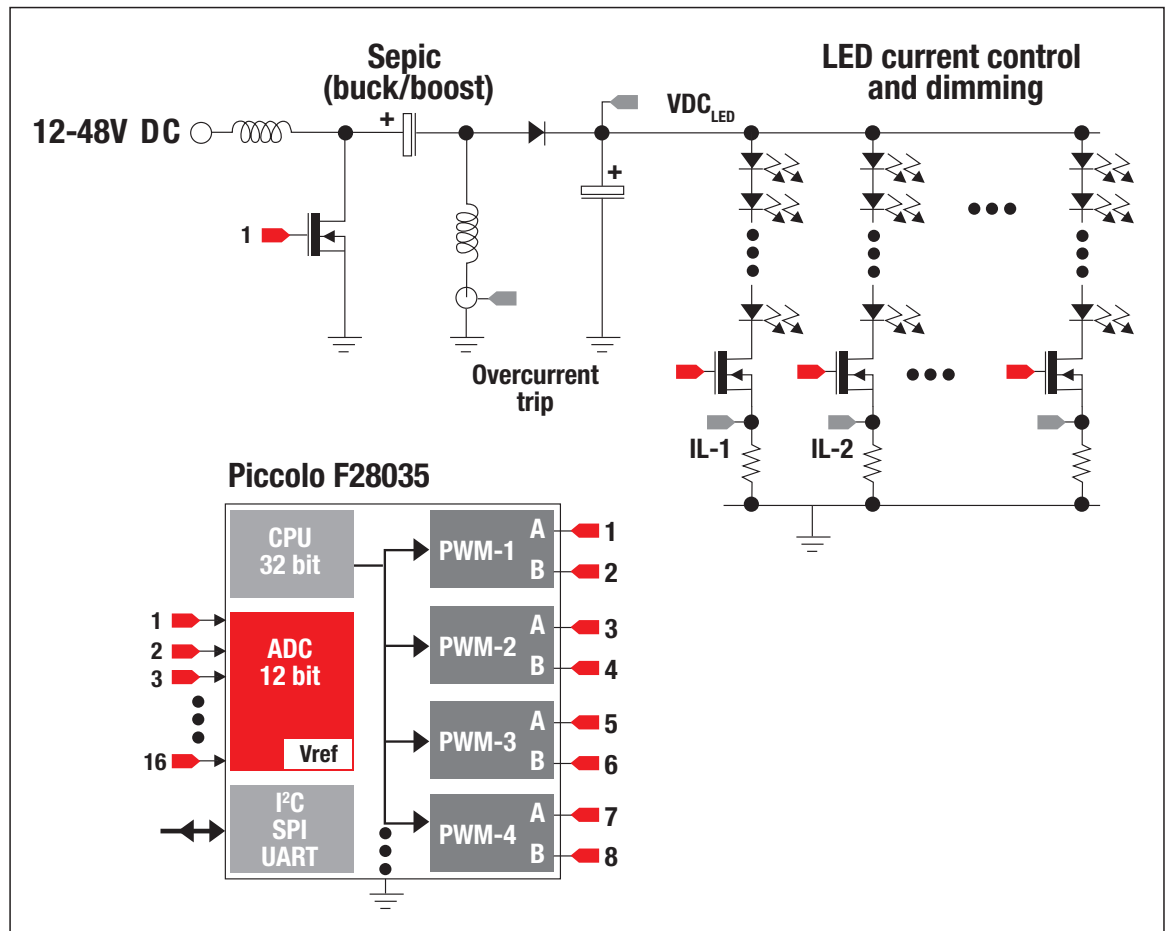 Sepic
(buck/boost)
LED current control
and dimming
12-48V DC
+
VDC LED
+
1
Overcurrent
trip
IL-1
IL-2
Piccolo F28035
CPU
32 bit
PWM-1
A
1
B
2
1
2
3
16
ADC
12 bit
Vref
PWM-2
A
3
B
4
PWM-3
A
5
B
6
I²C
SPI
UART
PWM-4
A
7
B
8